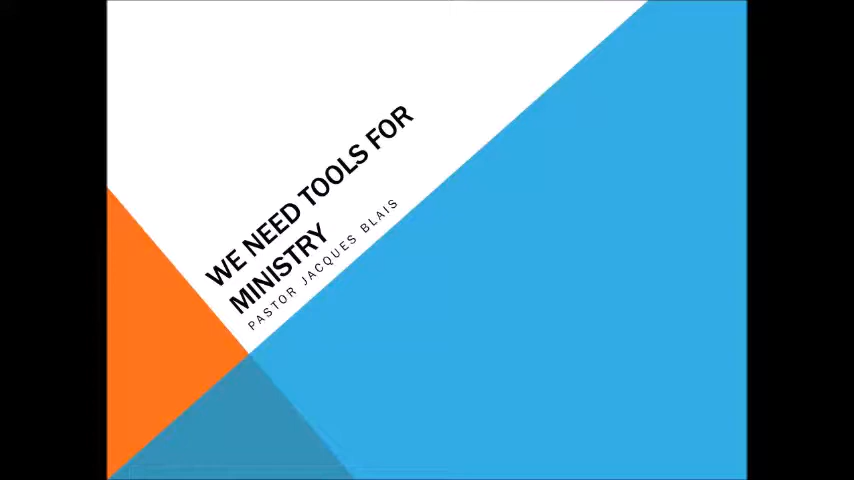 WE NEED TOOLS FOR
MINISTRY
PASTOR JACQUES BLAIS